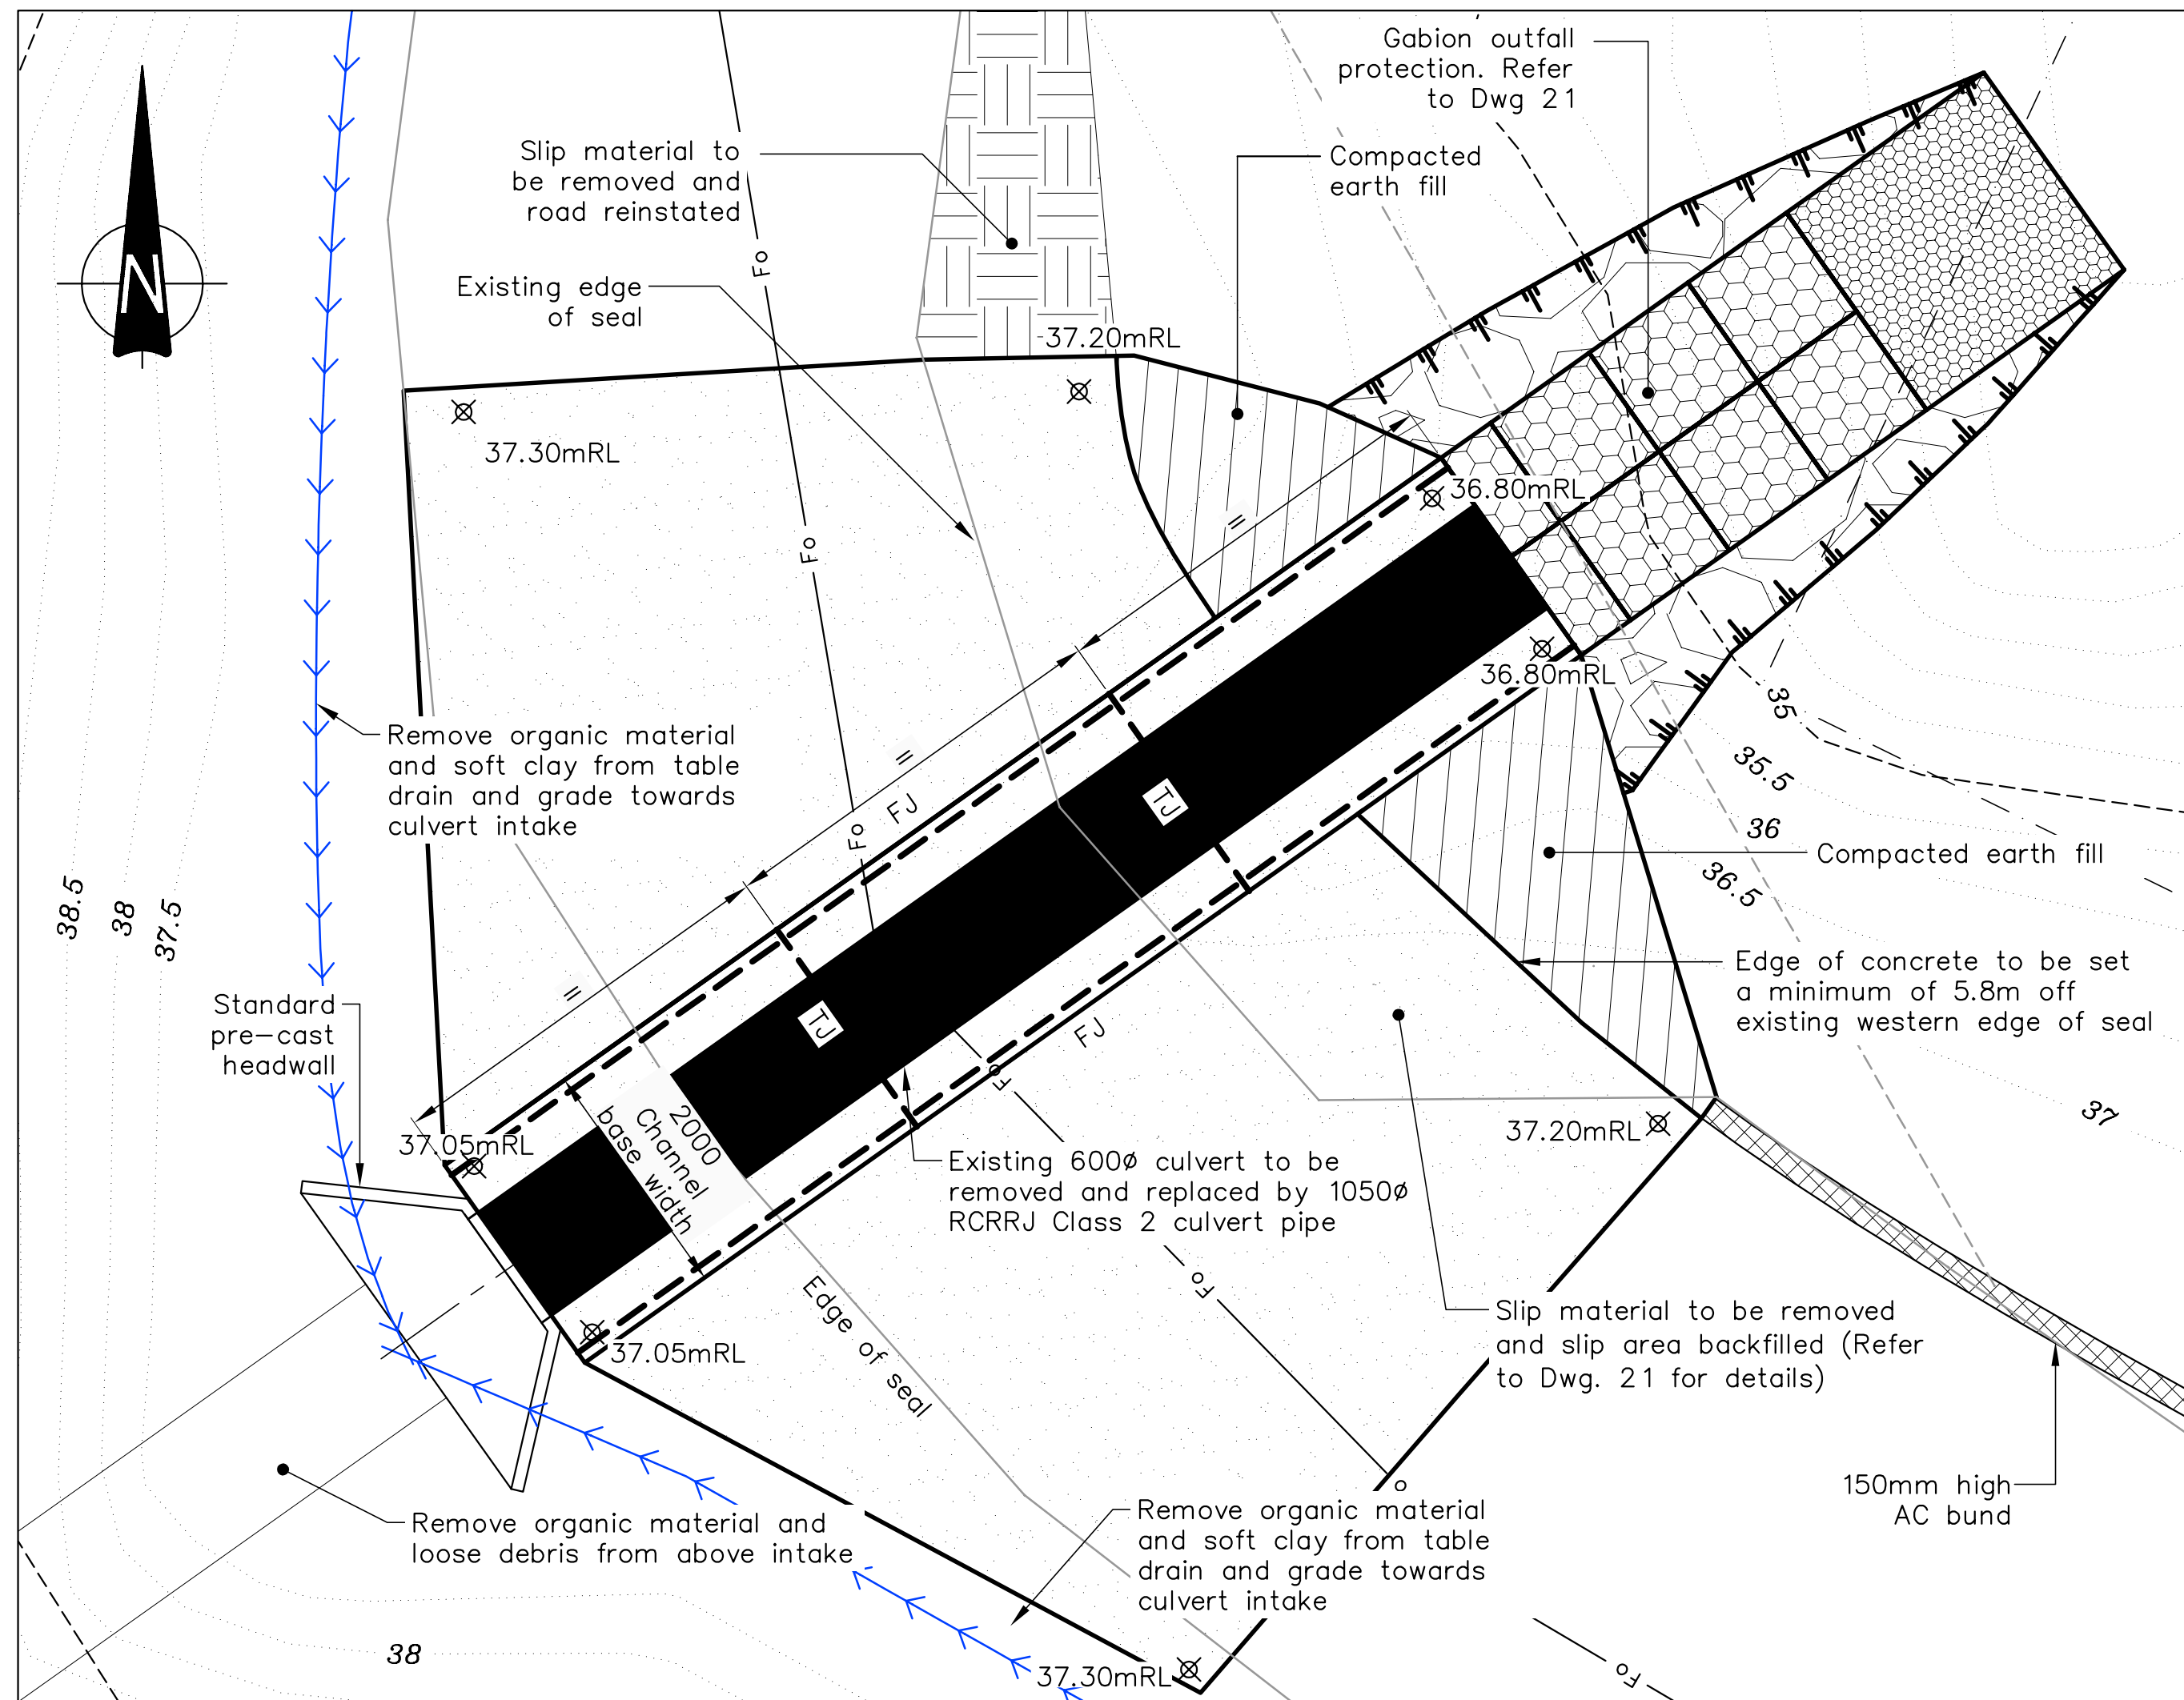 Gabion outfall
protection. Refer
to Dwg 21
Slip material to
be removed and
road reinstated
Compacted
earth fill
N
Fo
Existing edge
of seal
37.20mRL
37.30mRL
36.80mRL
=
Fo
36.80mRL
35
Remove organic material
and soft clay from table
drain and grade towards
culvert intake
=
FJ
Fo
TJ
35.5
36
Compacted earth fill
36.5
38.5
38
37.5
Edge of concrete to be set
a minimum of 5.8m off
existing western edge of seal
Standard
pre-cast
headwall
=
TJ
FJ
Fo
37
2000
Channel
base width
37.05mRL
37.20mRL
Existing 600ø culvert to be
removed and replaced by 1050ø
RCRRJ Class 2 culvert pipe
Fo
Edge of seal
37.05mRL
Slip material to be removed
and slip area backfilled (Refer
to Dwg. 21 for details)
150mm high
AC bund
Remove organic material and
loose debris from above intake
Remove organic material
and soft clay from table
drain and grade towards
culvert intake
38
37.30mRL
Fo